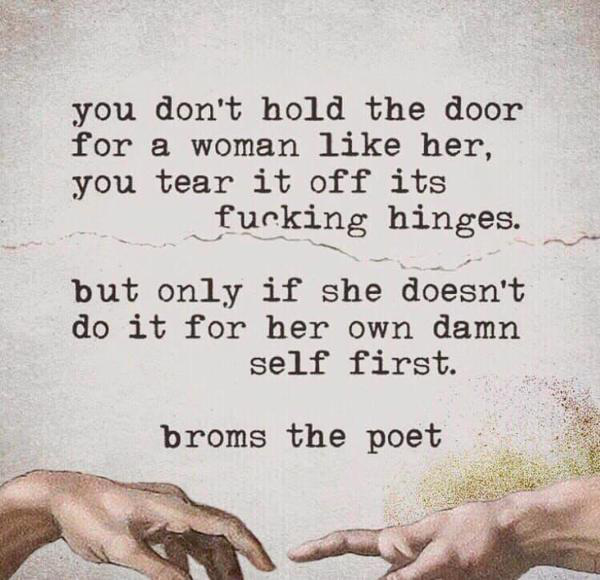 you don't hold the door
for a woman like her,
you tear it off its
fucking hinges.
but only if she doesn't
do it for her own damn
self first.
broms the poet